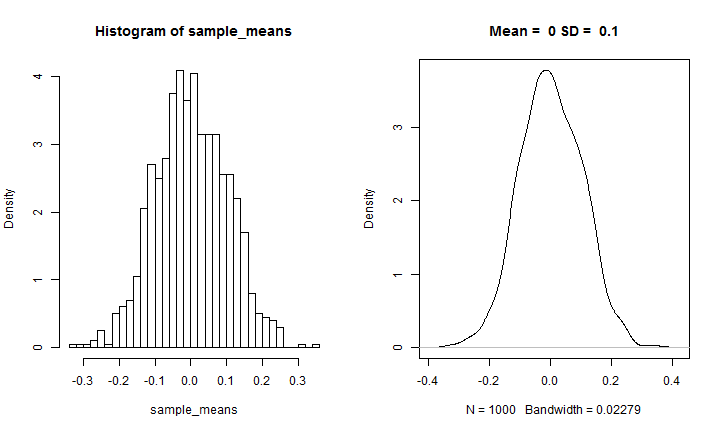 Histogram of sample_means
Density
0 1 2 3 4
-0.3 -0.2 -0.1 0.0 0.1 0.2 0.3
sample_means
Mean = 0 SD = 0.1
Density
0 1 2 3
-0.4 -0.2 0.0 0.2 0.4
N = 1000 Bandwidth = 0.02279